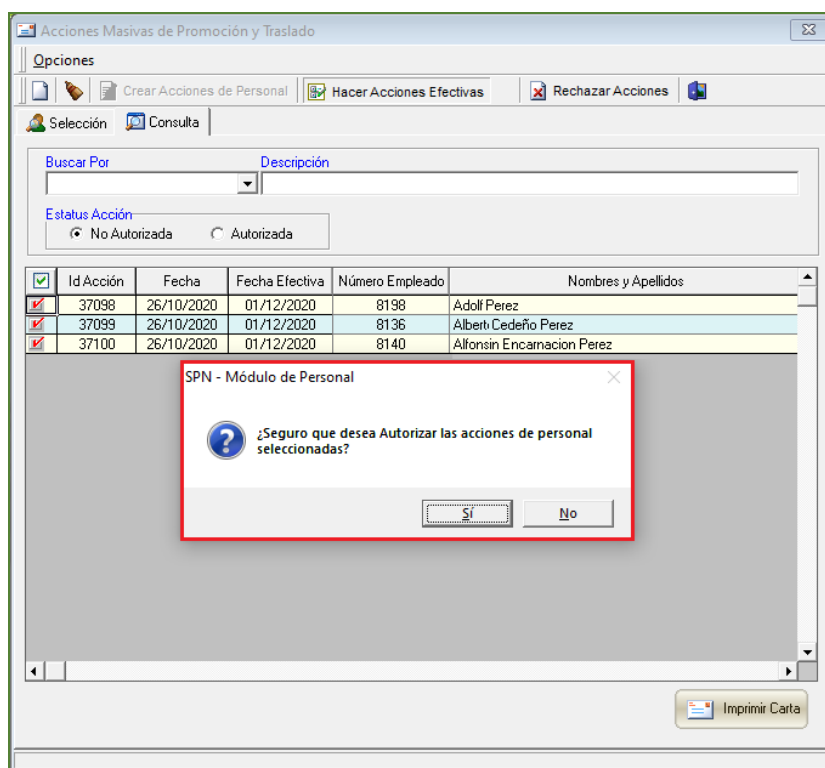 Acciones Masivas de Promoción y Traslado
Opciones
Crear Acciones de Personal Hacer Acciones Efectivas Rechazar Acciones
Selección Consulta
Buscar Por Descripción
Estatus Acción
No Autorizada Autorizada
Id Acción Fecha Fecha Efectiva Número Empleado Nombres y Apellidos
37098 26/10/2020 01/12/2020 8198 Adolf Perez
37099 26/10/2020 01/12/2020 8136 Albert Cedeño Perez
37100 26/10/2020 01/12/2020 8140 Alfonsin Encarnacion Perez
SPN - Módulo de Personal
¿Seguro que desea Autorizar las acciones de personal
seleccionadas?
Sí No
Imprimir Carta